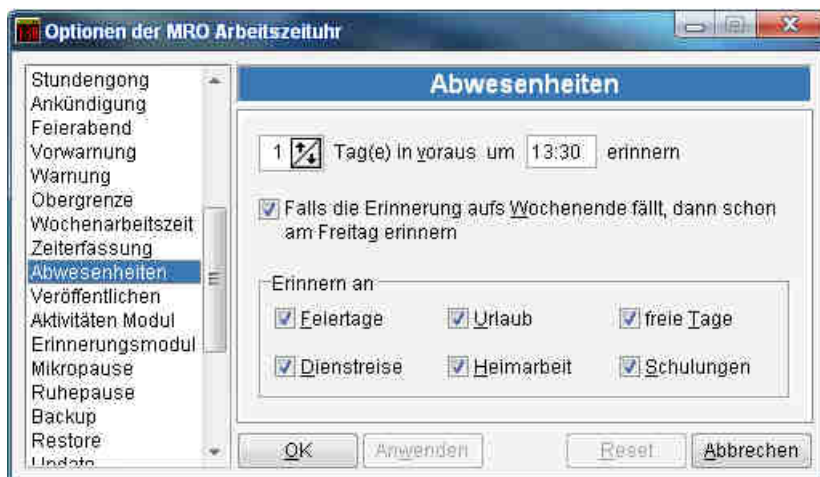 Optionen der MRO Arbeitszeituhr
Stundengong
Ankündigung
Feierabend
Vorwarnung
Warnung
Obergrenze
Wochenarbeitszeit
Zeiterfassung
Abwesenheiten
Veröffentlichen
Aktivitäten Modul
Erinnerungsmodul
Mikropause
Ruhepause
Backup
Restore
Update
Abwesenheiten
1 Tag(e) in voraus um 13:30 erinnern
Falls die Erinnerung aufs Wochenende fällt, dann schon
am Freitag erinnern
Erinnern an
Feiertage Urlaub freie Tage
Dienstreise Heimarbeit Schulungen
OK Anwenden Reset Abbrechen